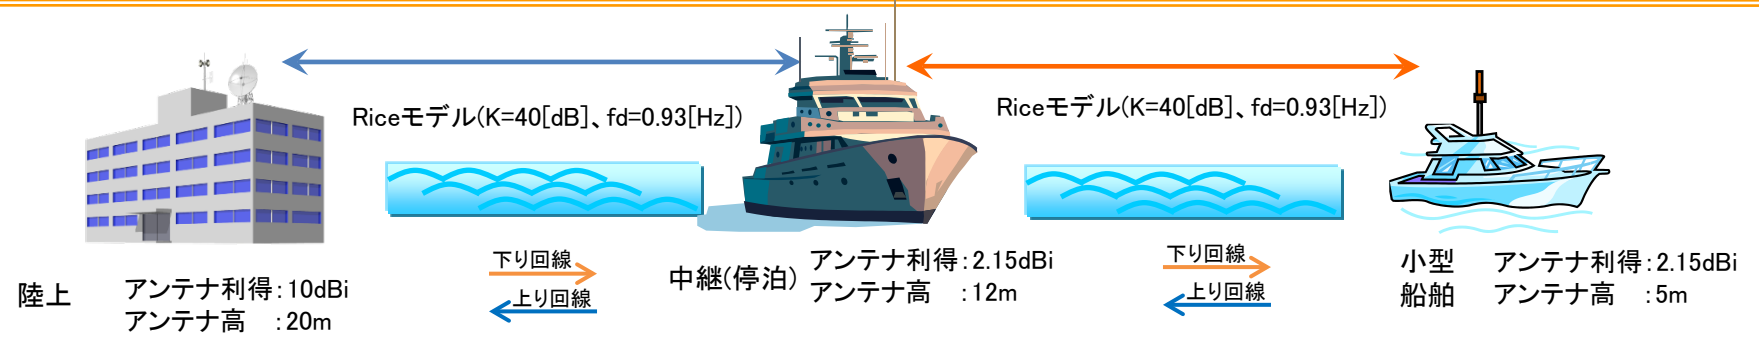 Riceモデル(K=40[dB]、fd=0.93[Hz])
Riceモデル(K=40[dB]、fd=0.93[Hz])
陸上
アンテナ利得:10dBi
アンテナ高 :20m
下り回線
上り回線
中継(停泊)
アンテナ利得:2.15dBi
アンテナ高 :12m
下り回線
上り回線
小型
船舶
アンテナ利得:2.15dBi
アンテナ高 :5m